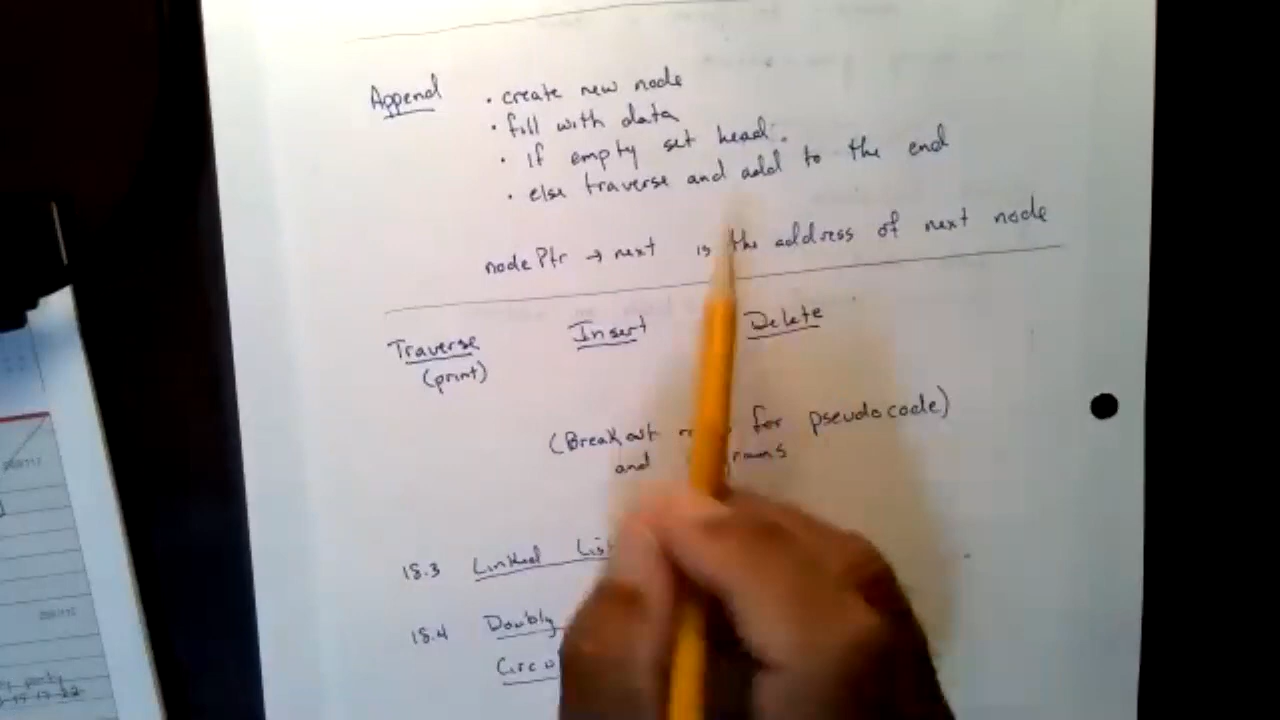 Append
• create new node
• fill with data
• if empty set head.
• else traverse and add to the end
nodePtr → next is the address of next node
Traverse Insert Delete
(print)
(Breakout for pseudocode)
and
18.3 Linked Lis
18.4 Doubly
Circu